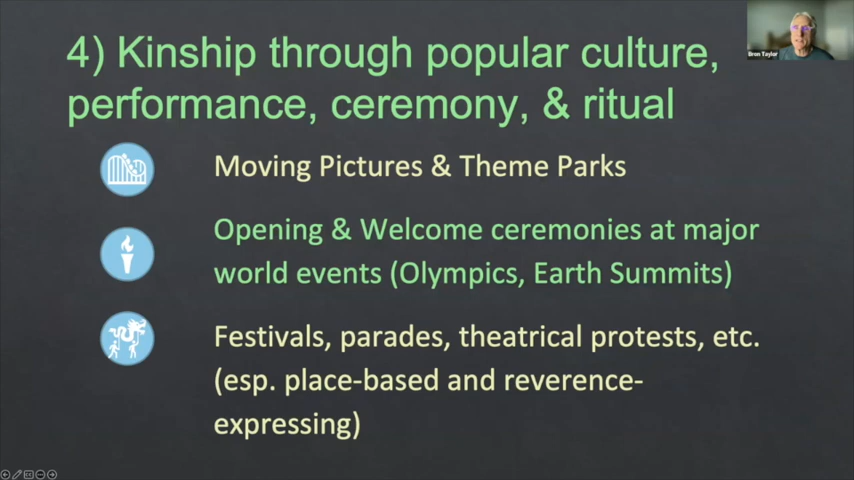 4) Kinship through popular culture,
performance, ceremony, & ritual
Bron Taylor
Moving Pictures & Theme Parks
Opening & Welcome ceremonies at major
world events (Olympics, Earth Summits)
Festivals, parades, theatrical protests, etc.
(esp. place-based and reverence-
expressing)